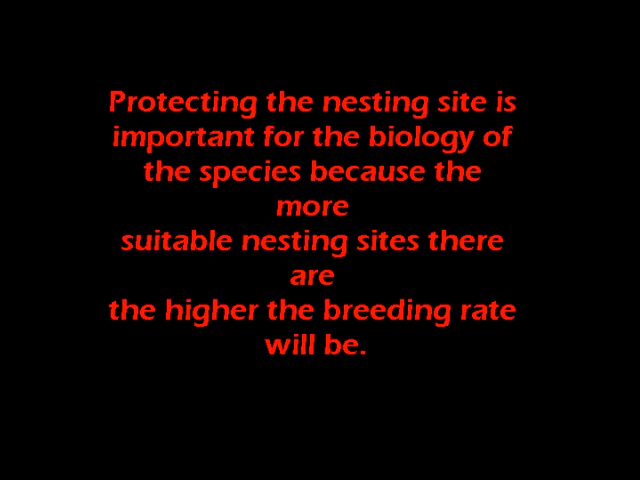 Protecting the nesting site is
important for the biology of
the species because the
more
suitable nesting sites there
are
the higher the breeding rate
will be.